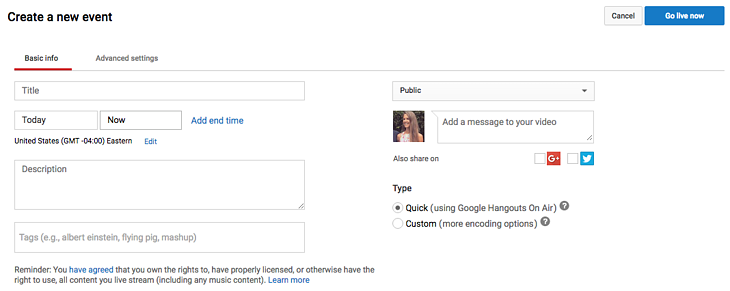 Create a new event
Cancel
Go live now
Basic info
Advanced settings
Title
Public
Today
Now
Add end time
Add a message to your video
United States (GMT -04:00) Eastern
Edit
Also share on
G+
Description
Type
Quick (using Google Hangouts On Air) ?
Custom (more encoding options) ?
Tags (e.g., albert einstein, flying pig, mashup)
Reminder: You have agreed that you own the rights to, have properly licensed, or otherwise have the
right to use, all content you live stream (including any music content). Learn more